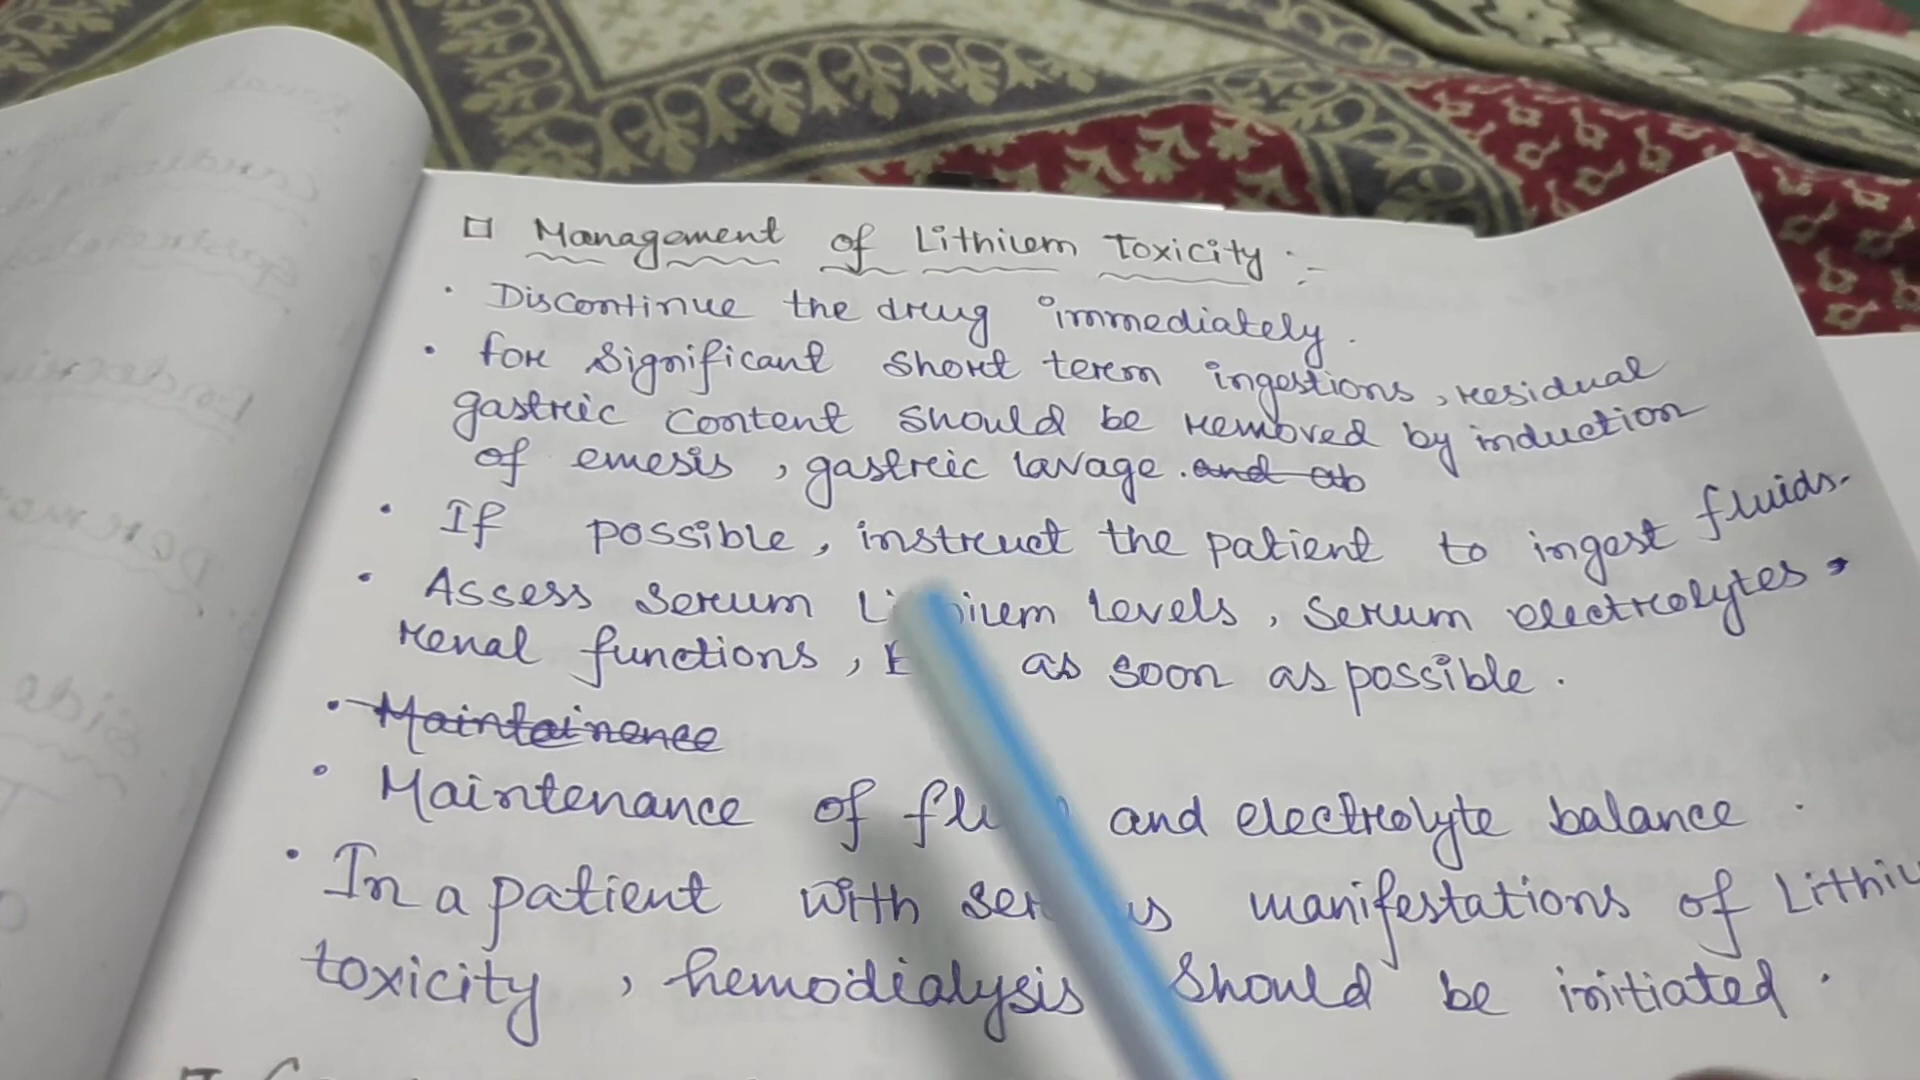 Management of Lithium Toxicity :-
• Discontinue the drug immediately.
• for significant short term ingestions, residual
gastric content should be removed by induction
of emesis, gastric lavage.
• If possible, instruct the patient to ingest fluids.
• Assess serum levels, serum electrolytes,
renal functions, as soon as possible.
• Maintainence
• Maintenance of and electrolyte balance.
• In a patient with manifestations of
toxicity, hemodialysis should be initiated.